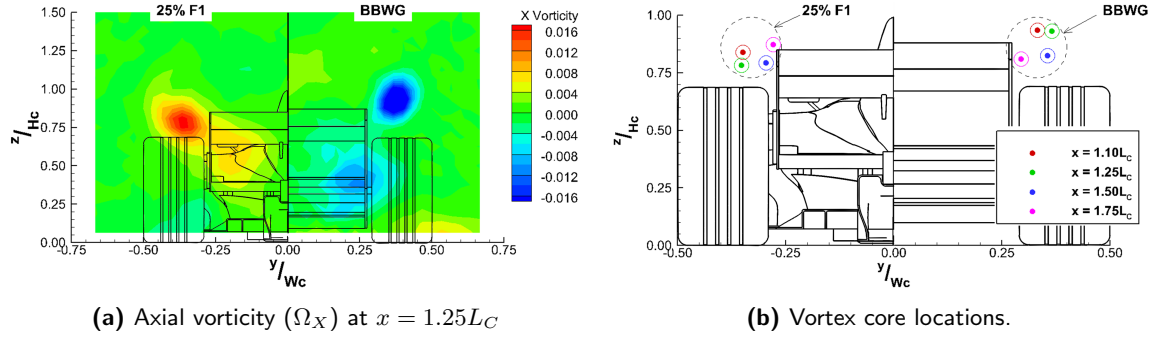 25% F1 BBWG
1.50
1.25
1.00
0.75
0.50
0.25
0.00
z/Hc
-0.75 -0.50 -0.25 0.00 0.25 0.50 0.75
y/Wc
X Vorticity
0.016
0.012
0.008
0.004
0.000
-0.004
-0.008
-0.012
-0.016
(a) Axial vorticity (ΩX) at x = 1.25LC
25% F1 BBWG
1.00
0.75
0.50
0.25
0.00
z/Hc
-0.50 -0.25 0.00 0.25 0.50
y/Wc
x = 1.10LC
x = 1.25LC
x = 1.50LC
x = 1.75LC
(b) Vortex core locations.